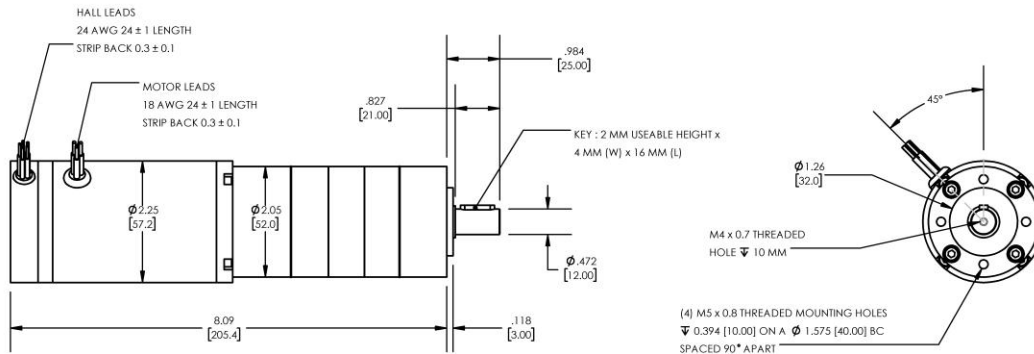 HALL LEADS
24 AWG 24 ± 1 LENGTH
STRIP BACK 0.3 ± 0.1
MOTOR LEADS
18 AWG 24 ± 1 LENGTH
STRIP BACK 0.3 ± 0.1
.984
[25.00]
.827
[21.00]
KEY : 2 MM USEABLE HEIGHT x
4 MM (W) x 16 MM (L)
Ø2.25
[57.2]
Ø2.05
[52.0]
Ø.472
[12.00]
8.09
[205.4]
.118
[3.00]
45°
Ø1.26
[32.0]
M4 x 0.7 THREADED
HOLE ↧ 10 MM
(4) M5 x 0.8 THREADED MOUNTING HOLES
↧ 0.394 [10.00] ON A Ø 1.575 [40.00] BC
SPACED 90° APART